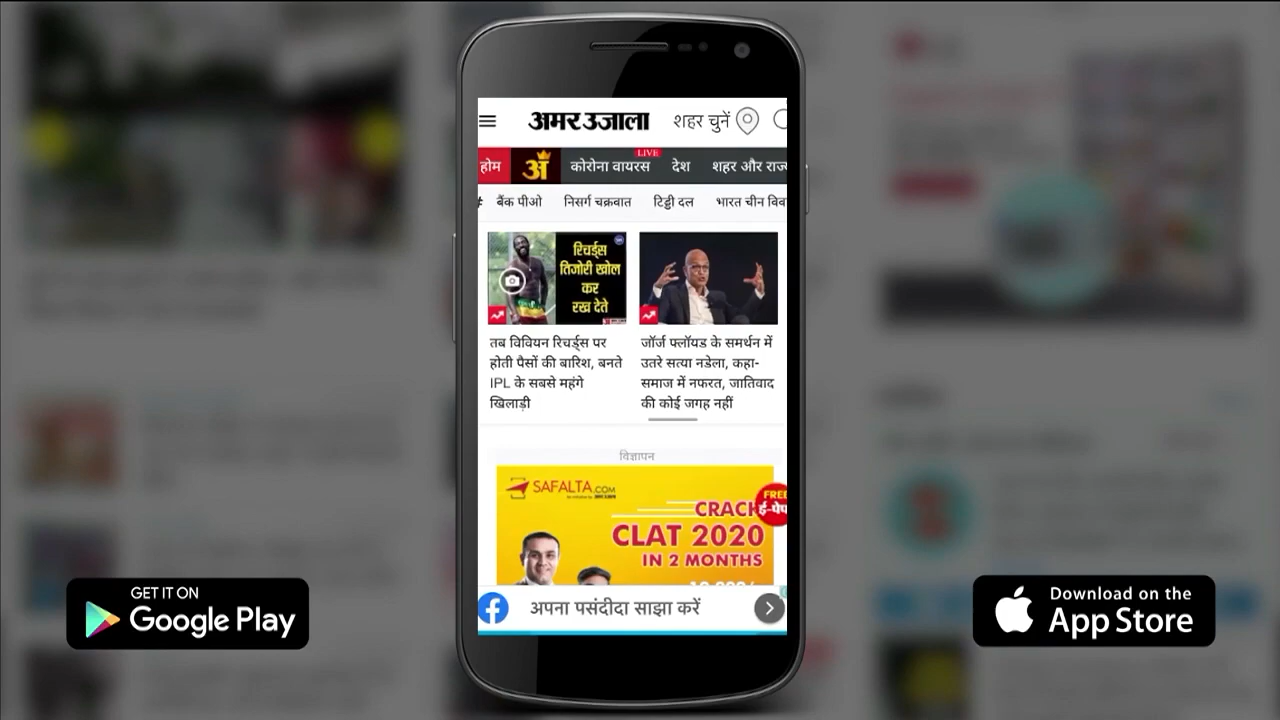 अमर उजाला
शहर चुनें
LIVE
होम
अ
कोरोना वायरस
देश
शहर और राज्
बैंक पीओ
निसर्ग चक्रवात
टिड्डी दल
भारत चीन विवा
रिचर्ड्स
तिजोरी खोल
कर
रख देते
तब विवियन रिचर्ड्स पर
होती पैसों की बारिश, बनते
IPL के सबसे महंगे
खिलाड़ी
जॉर्ज फ्लॉयड के समर्थन में
उतरे सत्या नडेला, कहा-
समाज में नफरत, जातिवाद
की कोई जगह नहीं
विज्ञापन
SAFALTA.COM
CRACK
CLAT 2020
IN 2 MONTHS
FREE
ई-पेप
अपना पसंदीदा साझा करें
GET IT ON
Google Play
Download on the
App Store